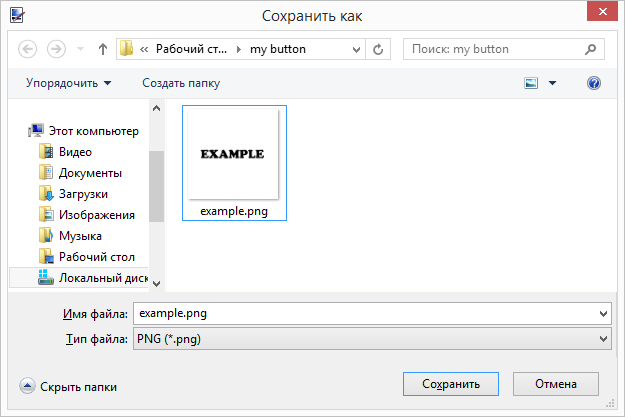 Сохранить как
« Рабочий ст... my button
Поиск: my button
Упорядочить Создать папку
Этот компьютер
Видео
Документы
Загрузки
Изображения
Музыка
Рабочий стол
Локальный диск
EXAMPLE
example.png
Имя файла: example.png
Тип файла: PNG (*.png)
Скрыть папки
Сохранить Отмена